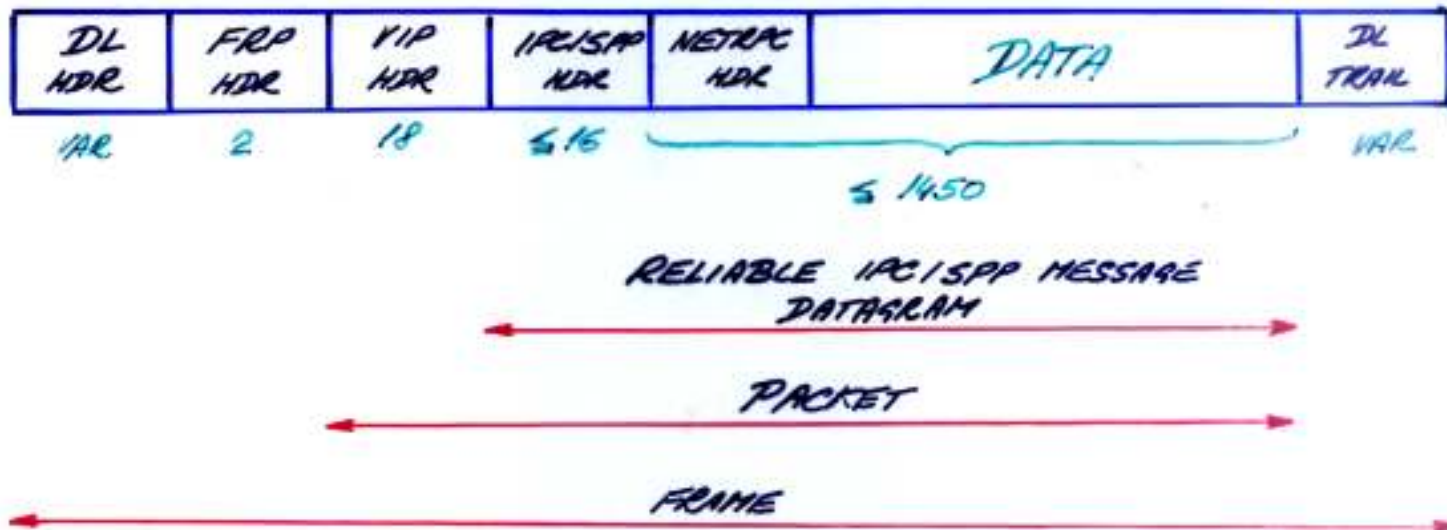 DL HDR
FRP HDR
VIP HDR
IPC/SPP HDR
NETRPC HDR
DATA
DL TRAIL
VAR 2 18 ≤ 16 VAR
≤ 1450
RELIABLE IPC/SPP MESSAGE
DATAGRAM
PACKET
FRAME